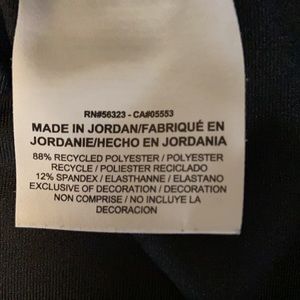 RN#56323 - CA#05553
MADE IN JORDAN/FABRIQUÉ EN
JORDANIE/HECHO EN JORDANIA
88% RECYCLED POLYESTER / POLYESTER
RECYCLE / POLIESTER RECICLADO
12% SPANDEX / ELASTHANNE / ELASTANO
EXCLUSIVE OF DECORATION / DECORATION
NON COMPRISE / NO INCLUYE LA
DECORACION